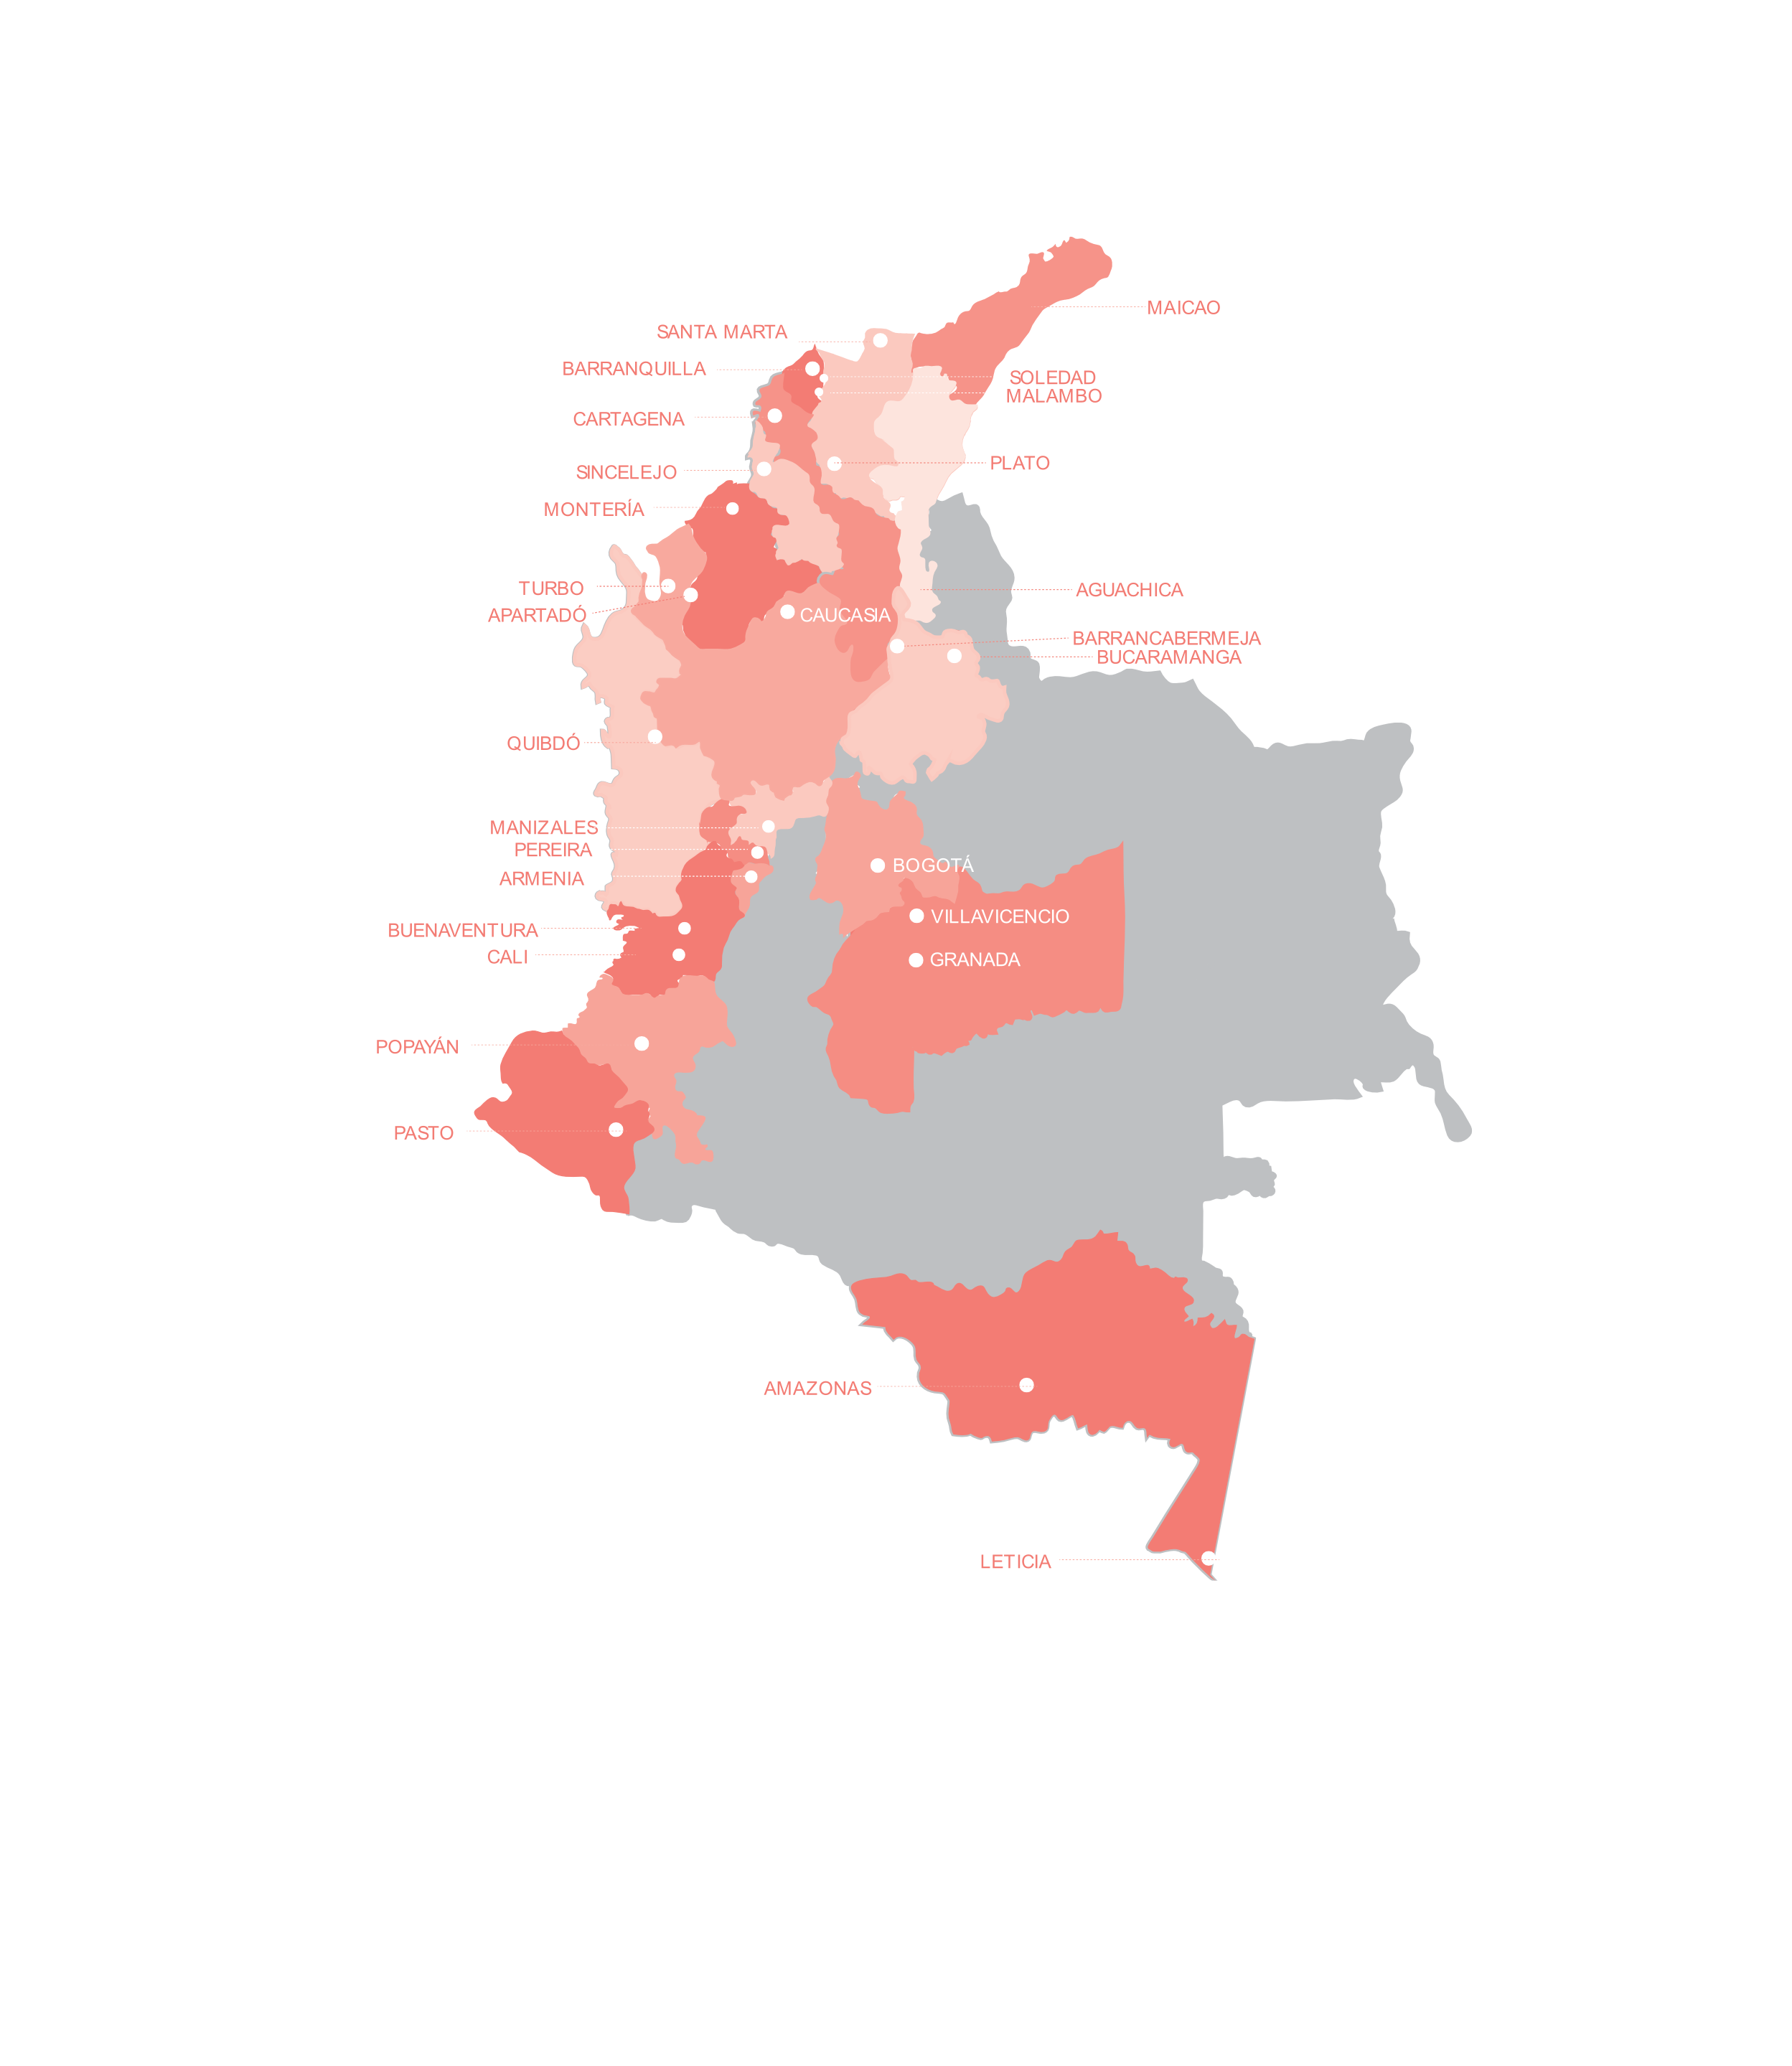 MAICAO
SANTA MARTA
BARRANQUILLA
SOLEDAD
MALAMBO
CARTAGENA
PLATO
SINCELEJO
MONTERÍA
TURBO
AGUACHICA
APARTADÓ
CAUCASIA
BARRANCABERMEJA
BUCARAMANGA
QUIBDÓ
MANIZALES
PEREIRA
BOGOTÁ
ARMENIA
VILLAVICENCIO
BUENAVENTURA
CALI
GRANADA
POPAYÁN
PASTO
AMAZONAS
LETICIA